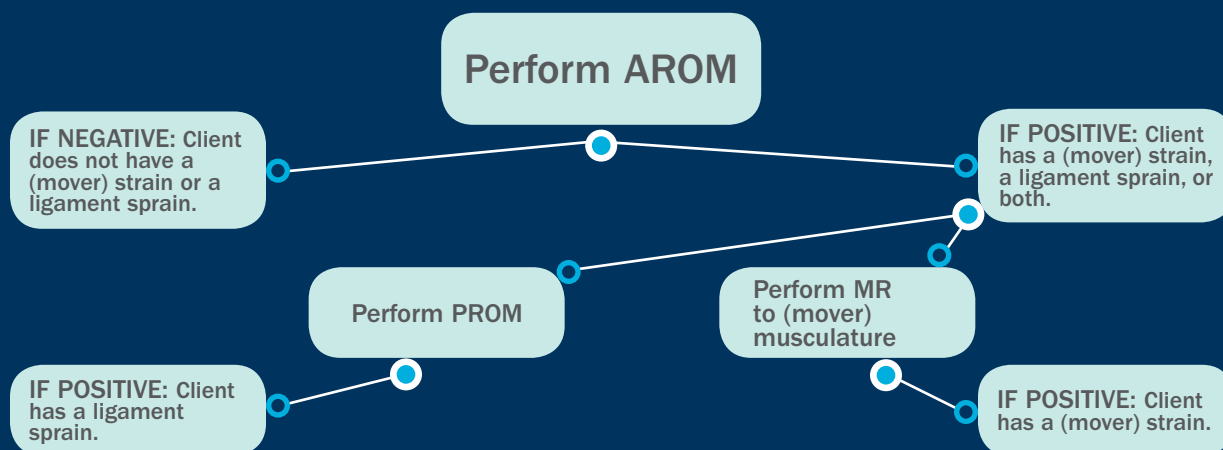 Perform AROM
IF NEGATIVE: Client
does not have a
(mover) strain or a
ligament sprain.
IF POSITIVE: Client
has a (mover) strain,
a ligament sprain, or
both.
Perform PROM
Perform MR
to (mover)
musculature
IF POSITIVE: Client
has a ligament
sprain.
IF POSITIVE: Client
has a (mover) strain.